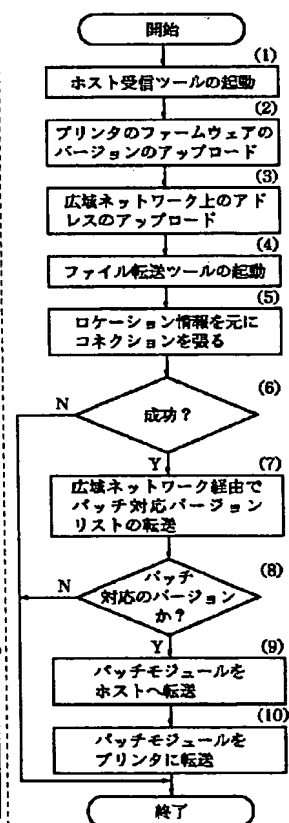 開始
(1)
ホスト受信ツールの起動
(2)
プリンタのファームウェアの
バージョンのアップロード
(3)
広域ネットワーク上のアド
レスのアップロード
(4)
ファイル転送ツールの起動
(5)
ロケーション情報を元に
コネクションを張る
(6)
N
成功?
Y
(7)
広域ネットワーク経由で
パッチ対応バージョン
リストの転送
(8)
N
パッチ
対応のバージョン
か?
Y
(9)
パッチモジュールを
ホストへ転送
(10)
パッチモジュールを
プリンタに転送
終了